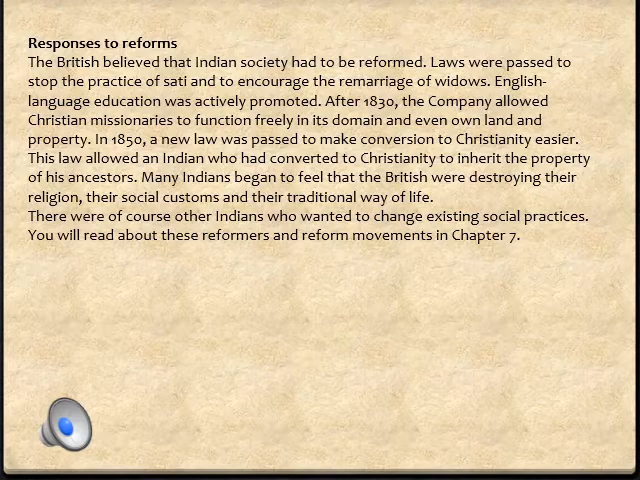 Responses to reforms
The British believed that Indian society had to be reformed. Laws were passed to
stop the practice of sati and to encourage the remarriage of widows. English-
language education was actively promoted. After 1830, the Company allowed
Christian missionaries to function freely in its domain and even own land and
property. In 1850, a new law was passed to make conversion to Christianity easier.
This law allowed an Indian who had converted to Christianity to inherit the property
of his ancestors. Many Indians began to feel that the British were destroying their
religion, their social customs and their traditional way of life.
There were of course other Indians who wanted to change existing social practices.
You will read about these reformers and reform movements in Chapter 7.